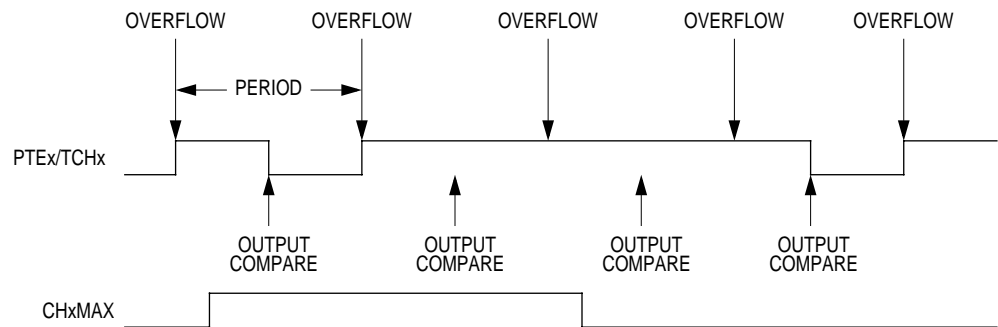 OVERFLOW OVERFLOW OVERFLOW OVERFLOW OVERFLOW
PERIOD
PTEx/TCHx
OUTPUT COMPARE
OUTPUT COMPARE
OUTPUT COMPARE
OUTPUT COMPARE
CHxMAX